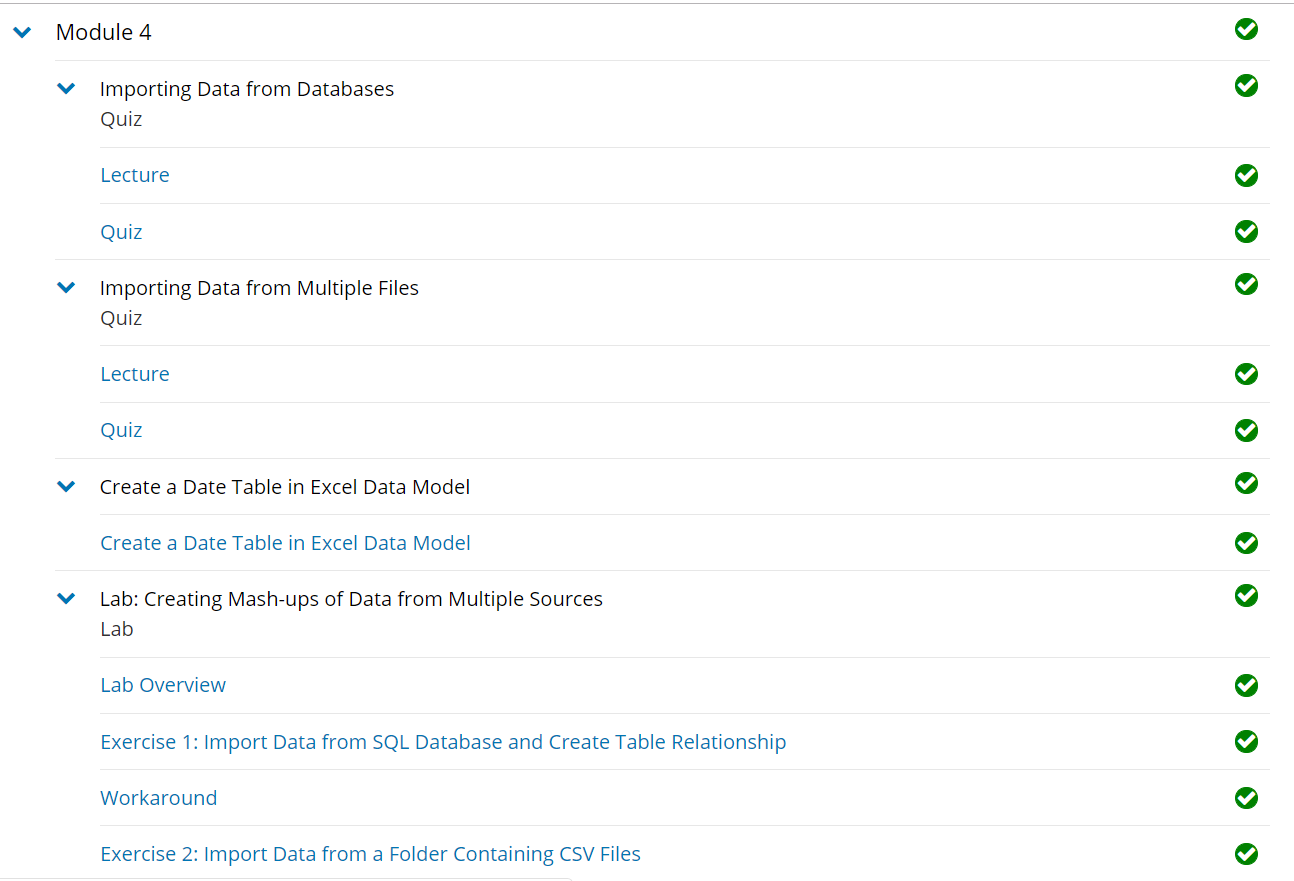 Module 4
Importing Data from Databases
Quiz
Lecture
Quiz
Importing Data from Multiple Files
Quiz
Lecture
Quiz
Create a Date Table in Excel Data Model
Create a Date Table in Excel Data Model
Lab: Creating Mash-ups of Data from Multiple Sources
Lab
Lab Overview
Exercise 1: Import Data from SQL Database and Create Table Relationship
Workaround
Exercise 2: Import Data from a Folder Containing CSV Files